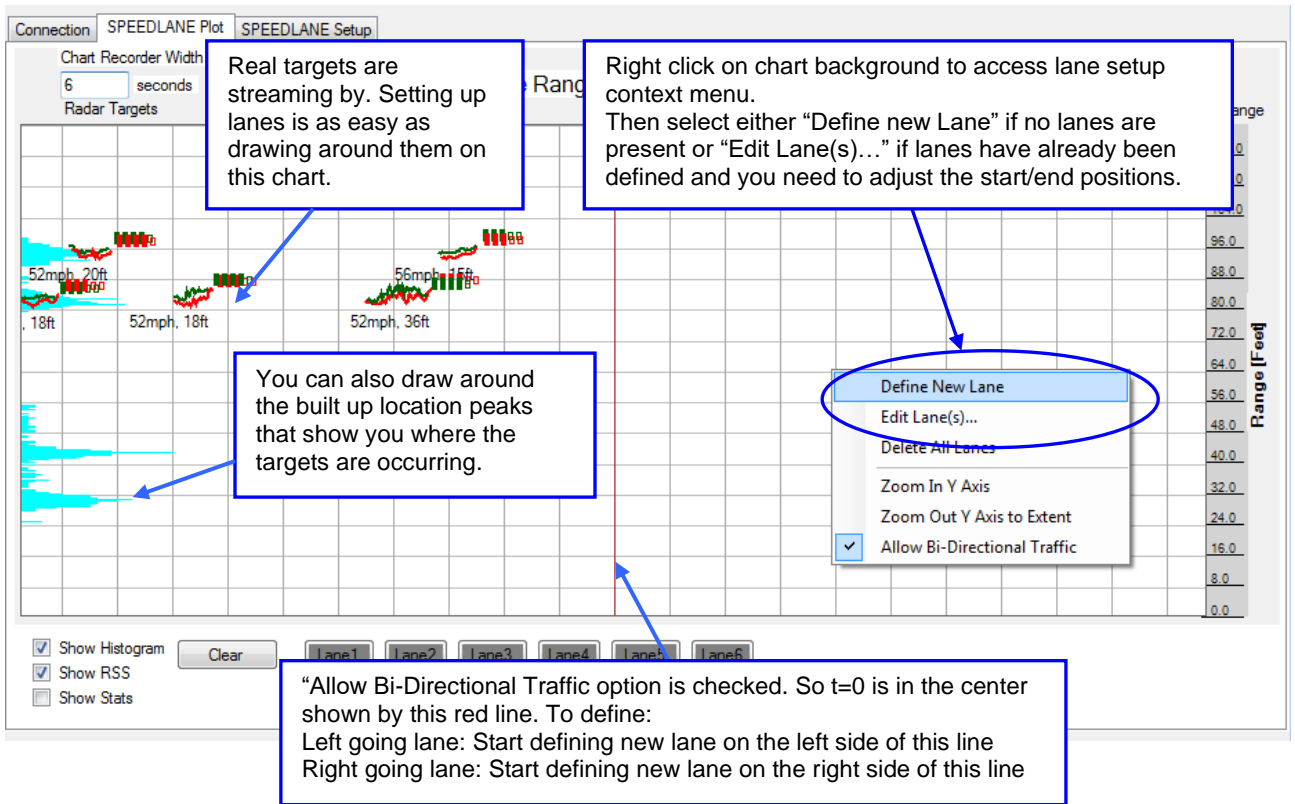 Connection SPEEDLANE Plot SPEEDLANE Setup
Chart Recorder Width
6 seconds
Radar Targets
Real targets are
streaming by. Setting up
lanes is as easy as
drawing around them on
this chart.
Rang
Right click on chart background to access lane setup
context menu.
Then select either “Define new Lane” if no lanes are
present or “Edit Lane(s)…” if lanes have already been
defined and you need to adjust the start/end positions.
ange
96.0
88.0
80.0
72.0
64.0
56.0
48.0
40.0
32.0
24.0
16.0
8.0
0.0
Range [Feet]
52mph, 20ft
56mph, 15ft
, 18ft
52mph, 18ft
52mph, 36ft
You can also draw around
the built up location peaks
that show you where the
targets are occurring.
Define New Lane
Edit Lane(s)...
Delete All Lanes
Zoom In Y Axis
Zoom Out Y Axis to Extent
Allow Bi-Directional Traffic
Show Histogram
Show RSS
Show Stats
Clear
Lane1 Lane2 Lane3 Lane4 Lane5 Lane6
“Allow Bi-Directional Traffic option is checked. So t=0 is in the center
shown by this red line. To define:
Left going lane: Start defining new lane on the left side of this line
Right going lane: Start defining new lane on the right side of this line